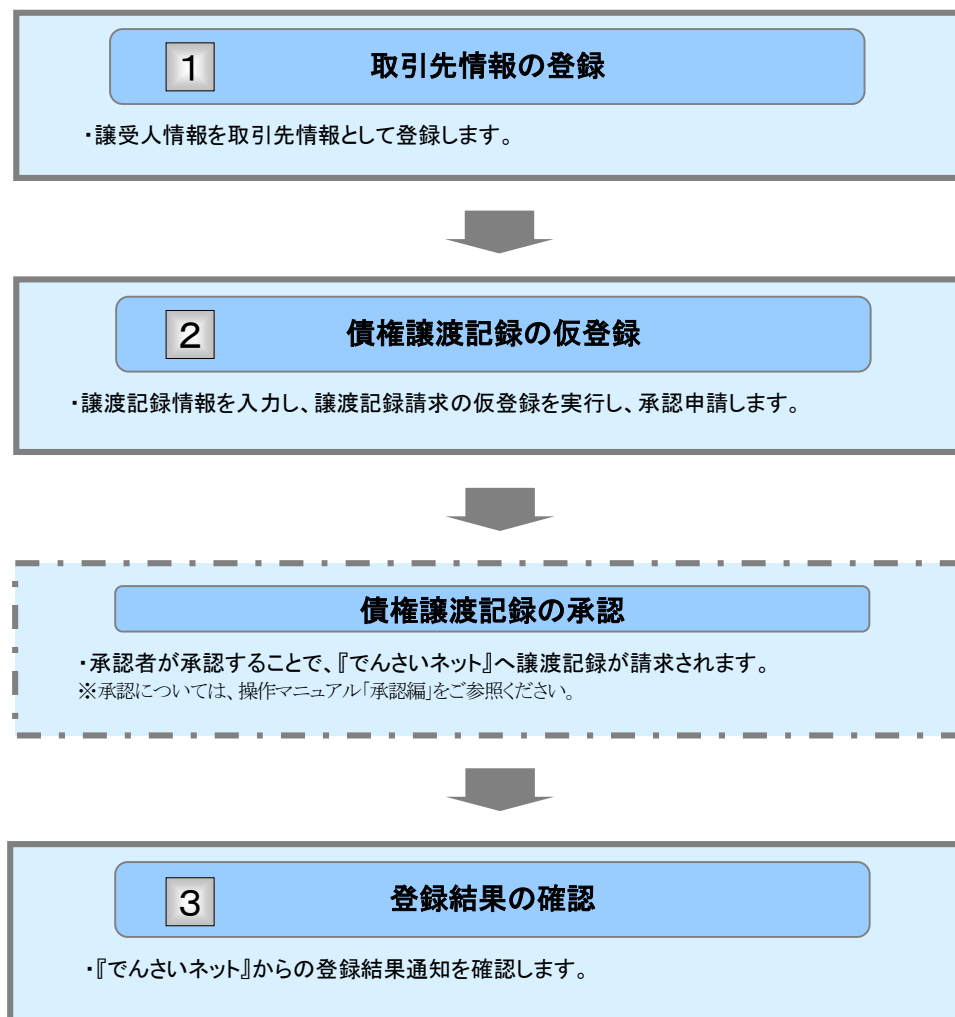 1 取引先情報の登録
・譲受人情報を取引先情報として登録します。
2 債権譲渡記録の仮登録
・譲渡記録情報を入力し、譲渡記録請求の仮登録を実行し、承認申請します。
債権譲渡記録の承認
・承認者が承認することで、『でんさいネット』へ譲渡記録が請求されます。
※承認については、操作マニュアル「承認編」をご参照ください。
3 登録結果の確認
・『でんさいネット』からの登録結果通知を確認します。